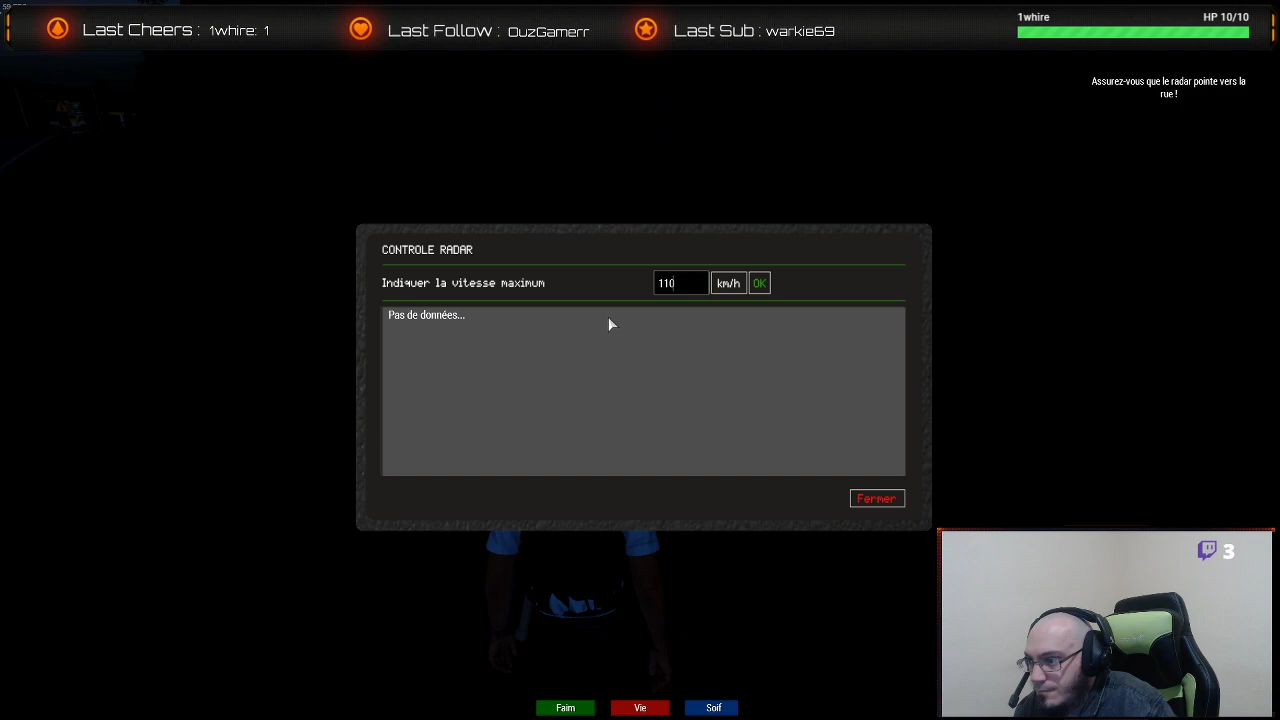 Last Cheers : 1whire: 1
Last Follow : OuzGamerr
Last Sub : warkie69
1whire HP 10/10
Assurez-vous que le radar pointe vers la
rue !
CONTROLE RADAR
Indiquer la vitesse maximum 110 km/h OK
Pas de données...
Fermer
3
Faim Vie Soif